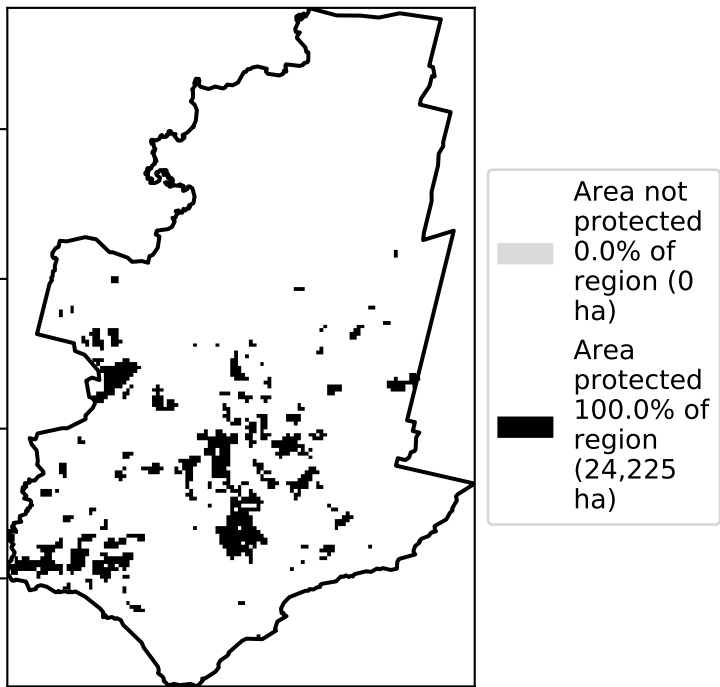 Area not
protected
0.0% of
region (0
ha)
Area
protected
100.0% of
region
(24,225
ha)